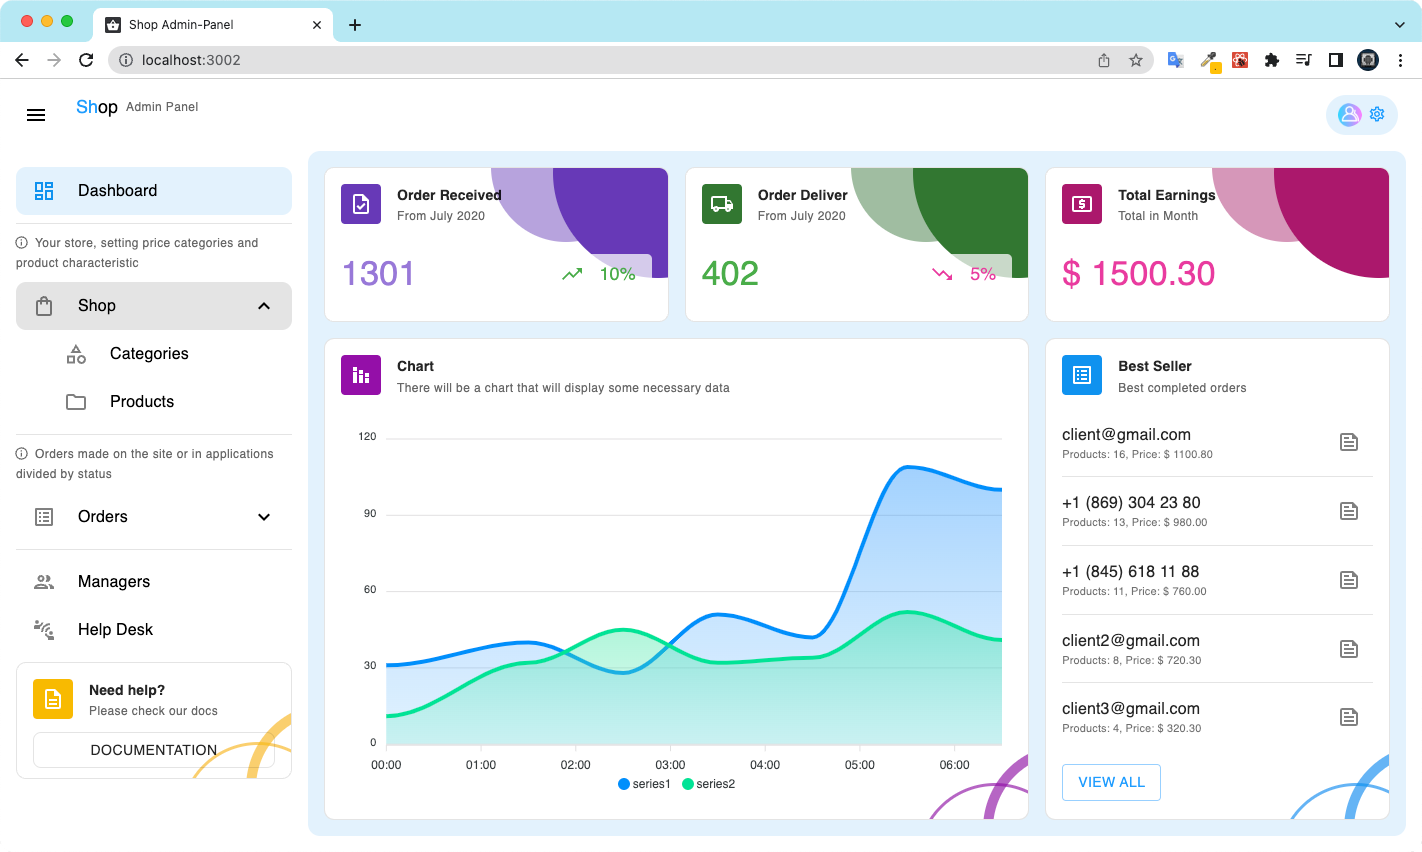 Shop Admin-Panel
localhost:3002
Shop Admin Panel
Dashboard
Your store, setting price categories and
product characteristic
Shop
Categories
Products
Orders made on the site or in applications
divided by status
Orders
Managers
Help Desk
Need help?
Please check our docs
DOCUMENTATION
Order Received
From July 2020
1301
10%
Order Deliver
From July 2020
402
5%
Total Earnings
Total in Month
$ 1500.30
Chart
There will be a chart that will display some necessary data
120
90
60
30
0
00:00 01:00 02:00 03:00 04:00 05:00 06:00
series1 series2
Best Seller
Best completed orders
client@gmail.com
Products: 16, Price: $ 1100.80
+1 (869) 304 23 80
Products: 13, Price: $ 980.00
+1 (845) 618 11 88
Products: 11, Price: $ 760.00
client2@gmail.com
Products: 8, Price: $ 720.30
client3@gmail.com
Products: 4, Price: $ 320.30
VIEW ALL